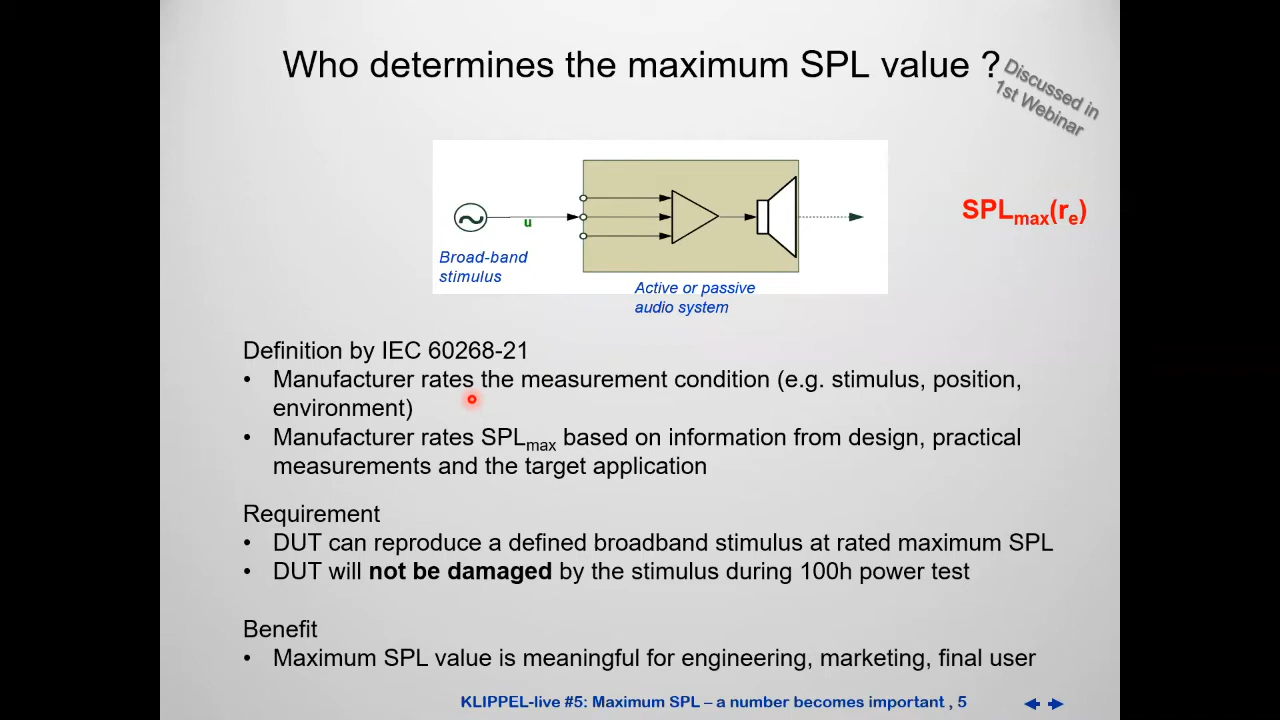 Who determines the maximum SPL value ?
Discussed in
1st Webinar
u
Broad-band
stimulus
Active or passive
audio system
SPLmax(re)
Definition by IEC 60268-21
• Manufacturer rates the measurement condition (e.g. stimulus, position,
environment)
• Manufacturer rates SPLmax based on information from design, practical
measurements and the target application
Requirement
• DUT can reproduce a defined broadband stimulus at rated maximum SPL
• DUT will not be damaged by the stimulus during 100h power test
Benefit
• Maximum SPL value is meaningful for engineering, marketing, final user
KLIPPEL-live #5: Maximum SPL – a number becomes important , 5